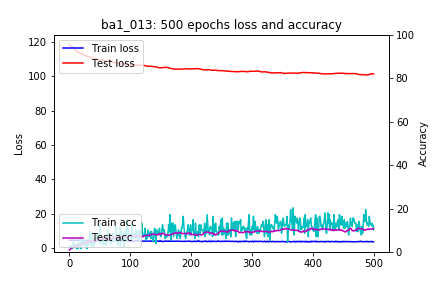 ba1_013: 500 epochs loss and accuracy
Train loss
Test loss
Train acc
Test acc
Loss
120
100
80
60
40
20
0
Accuracy
100
80
60
40
20
0
0
100
200
300
400
500